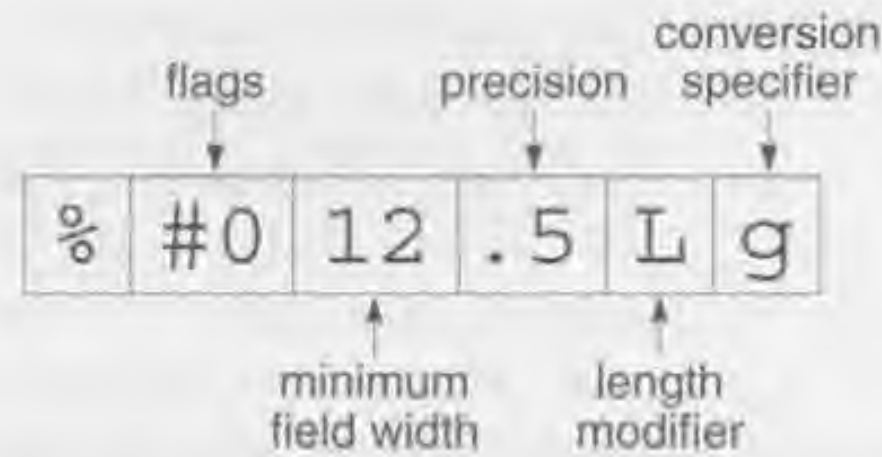 conversion
flags precision specifier
% #0 12 .5 L g
minimum length
field width modifier